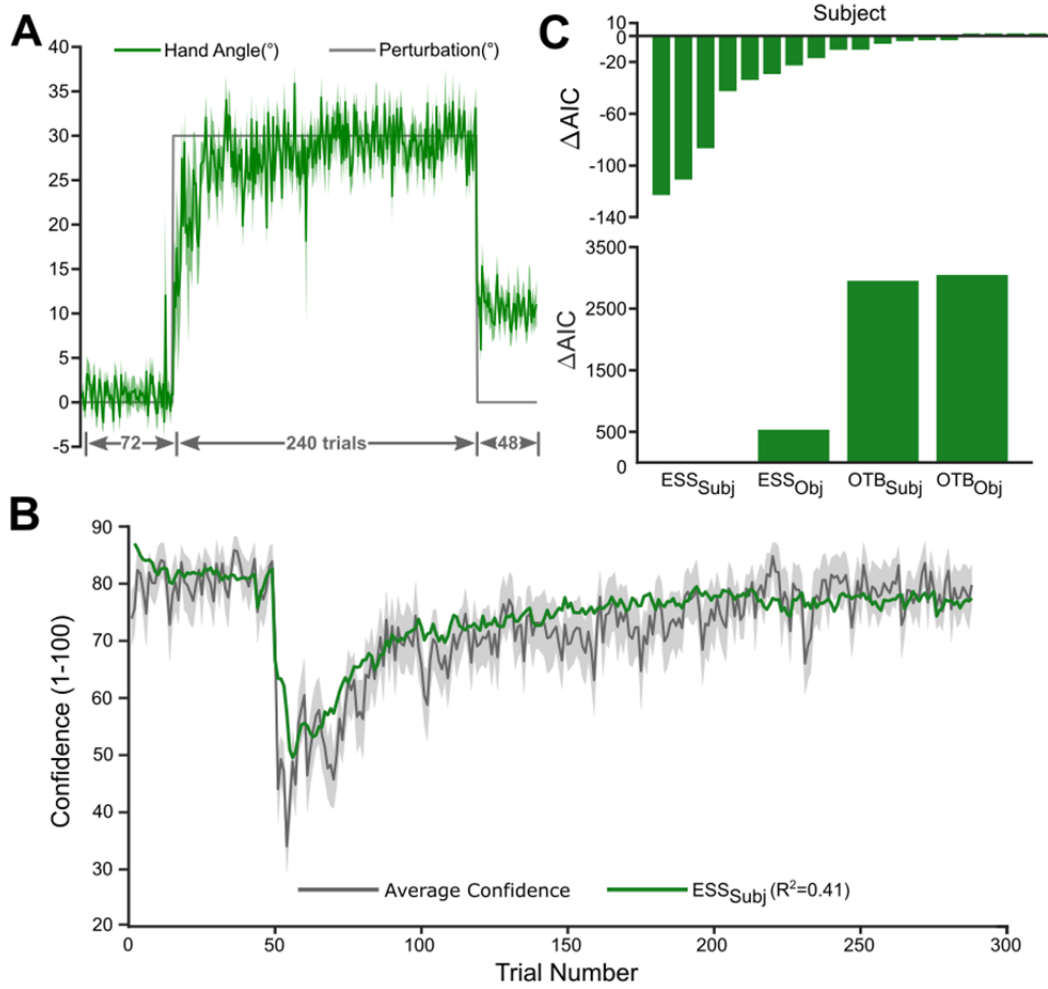 A
Hand Angle(°)
Perturbation(°)
40
35
30
25
20
15
10
5
0
-5
72
240 trials
48
C
Subject
10
0
-20
-60
-100
-140
ΔAIC
3500
2500
1500
500
0
ΔAIC
ESSSubj
ESSObj
OTBSubj
OTBObj
B
90
80
70
60
50
40
30
20
Confidence (1-100)
Average Confidence
ESSSubj (R²=0.41)
0
50
100
150
200
250
300
Trial Number